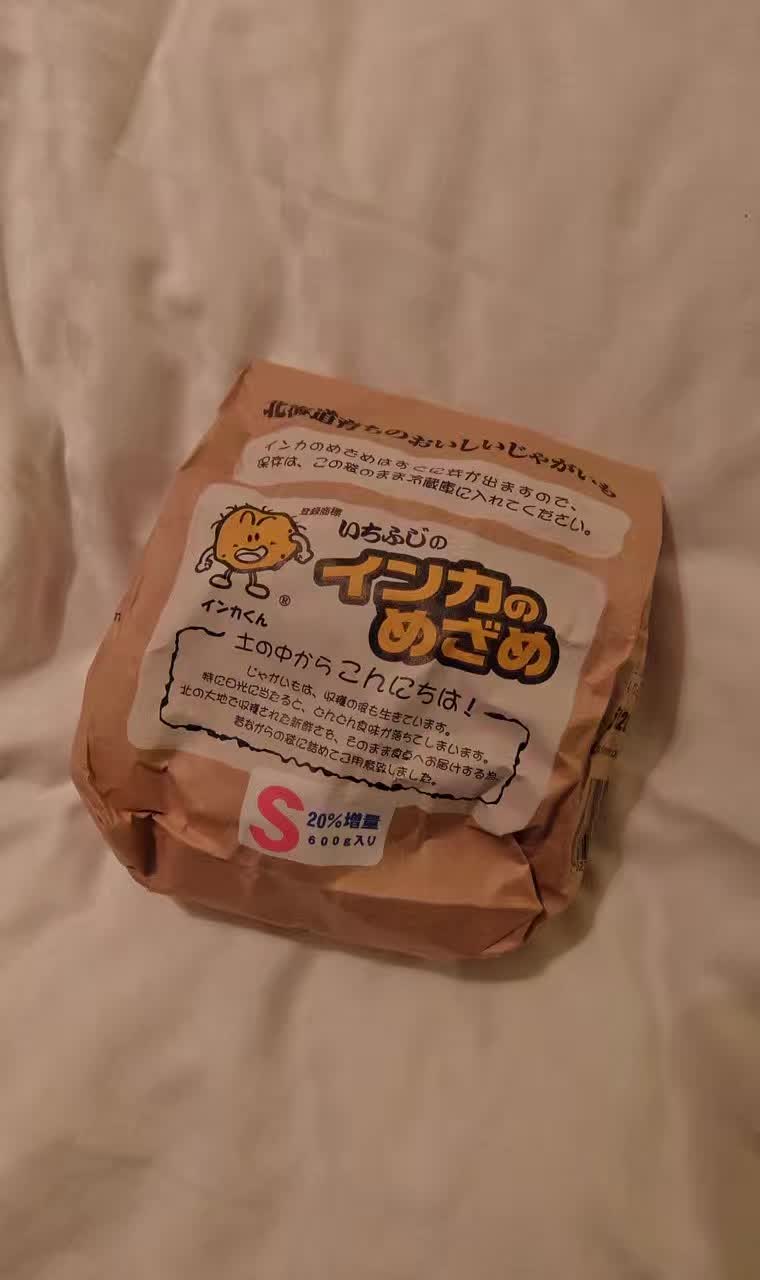 北海道育ちのおいしいじゃがいも
インカのめざめはすぐに芽が出ますので、
保存は、この袋のまま冷蔵庫に入れてください。
登録商標
いちふじの
インカの
めざめ
インカくん
®
土の中からこんにちは!
じゃがいもは、収穫の後も生きています。
特に日光に当たると、どんどん食味が落ちてしまいます。
北の大地で収穫された新鮮さを、そのまま食卓へお届けする為
昔ながらの袋に詰めてご用意致しました。
S
20%増量
600g入り